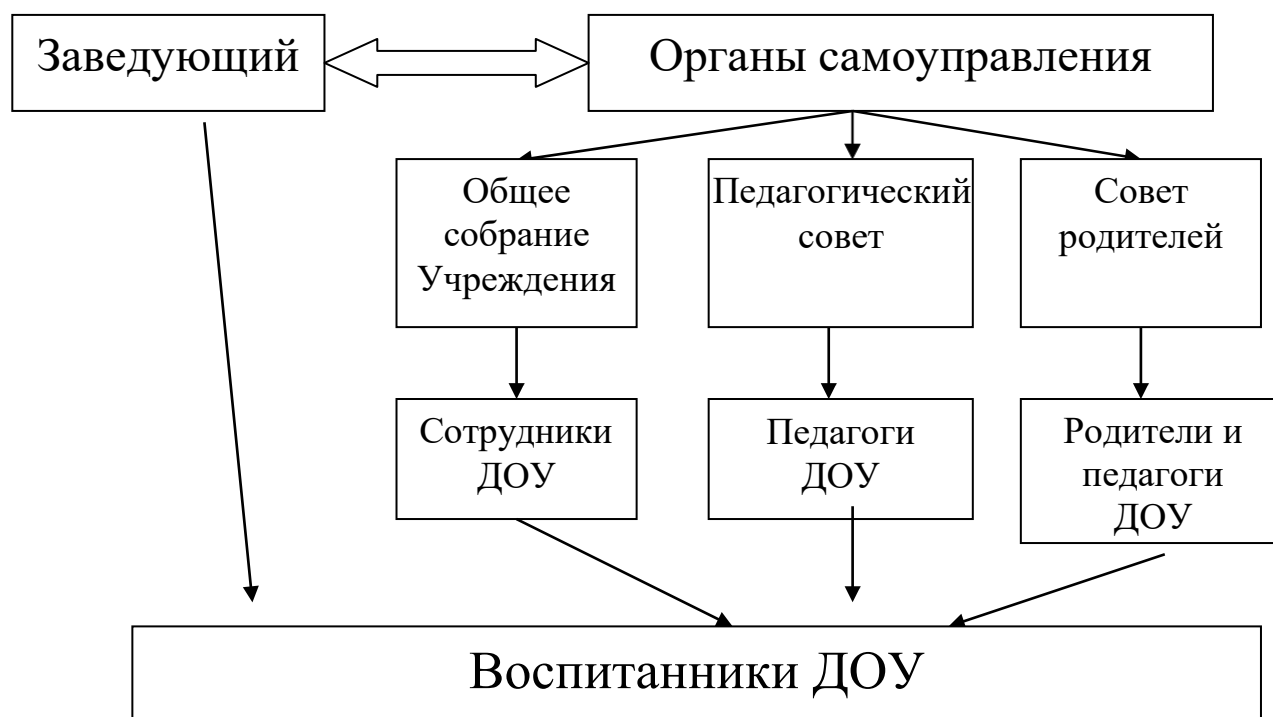 Заведующий
Органы самоуправления
Общее
собрание
Учреждения
Педагогический
совет
Совет
родителей
Сотрудники
ДОУ
Педагоги
ДОУ
Родители и
педагоги
ДОУ
Воспитанники ДОУ